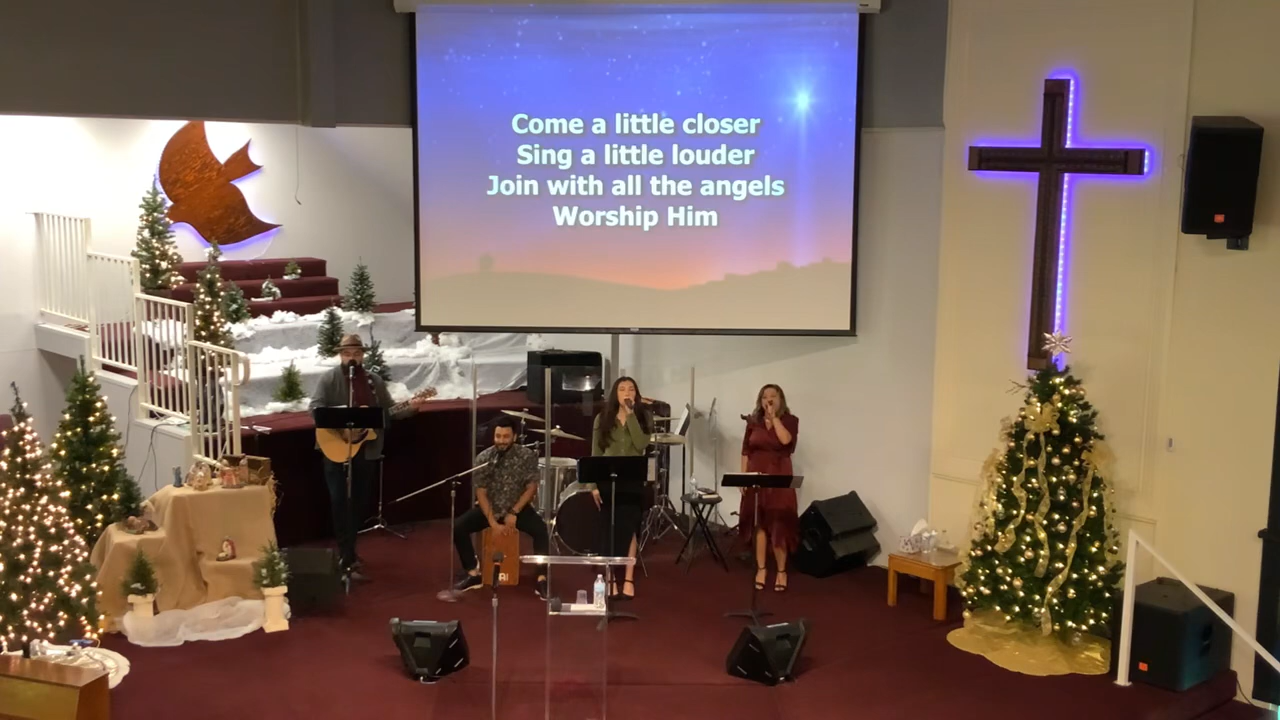 Come a little closer
Sing a little louder
Join with all the angels
Worship Him